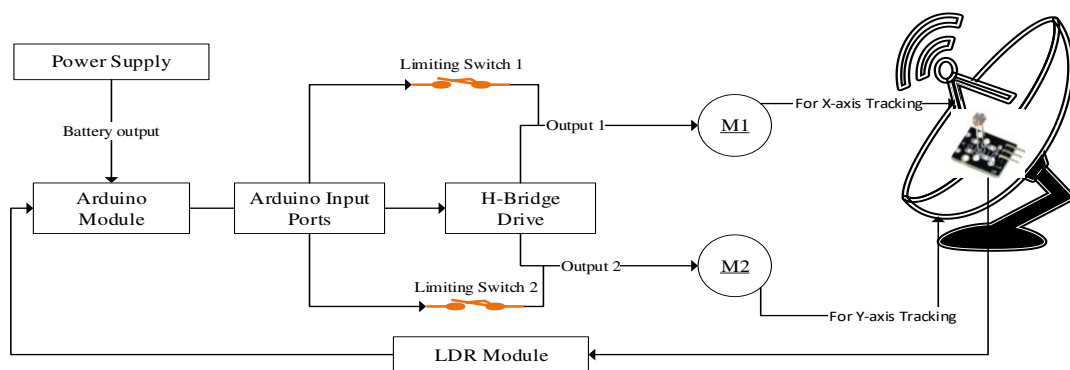 Power Supply
Battery output
Arduino
Module
Arduino Input
Ports
Limiting Switch 1
H-Bridge
Drive
Limiting Switch 2
Output 1
Output 2
M1
M2
For X-axis Tracking
For Y-axis Tracking
LDR Module